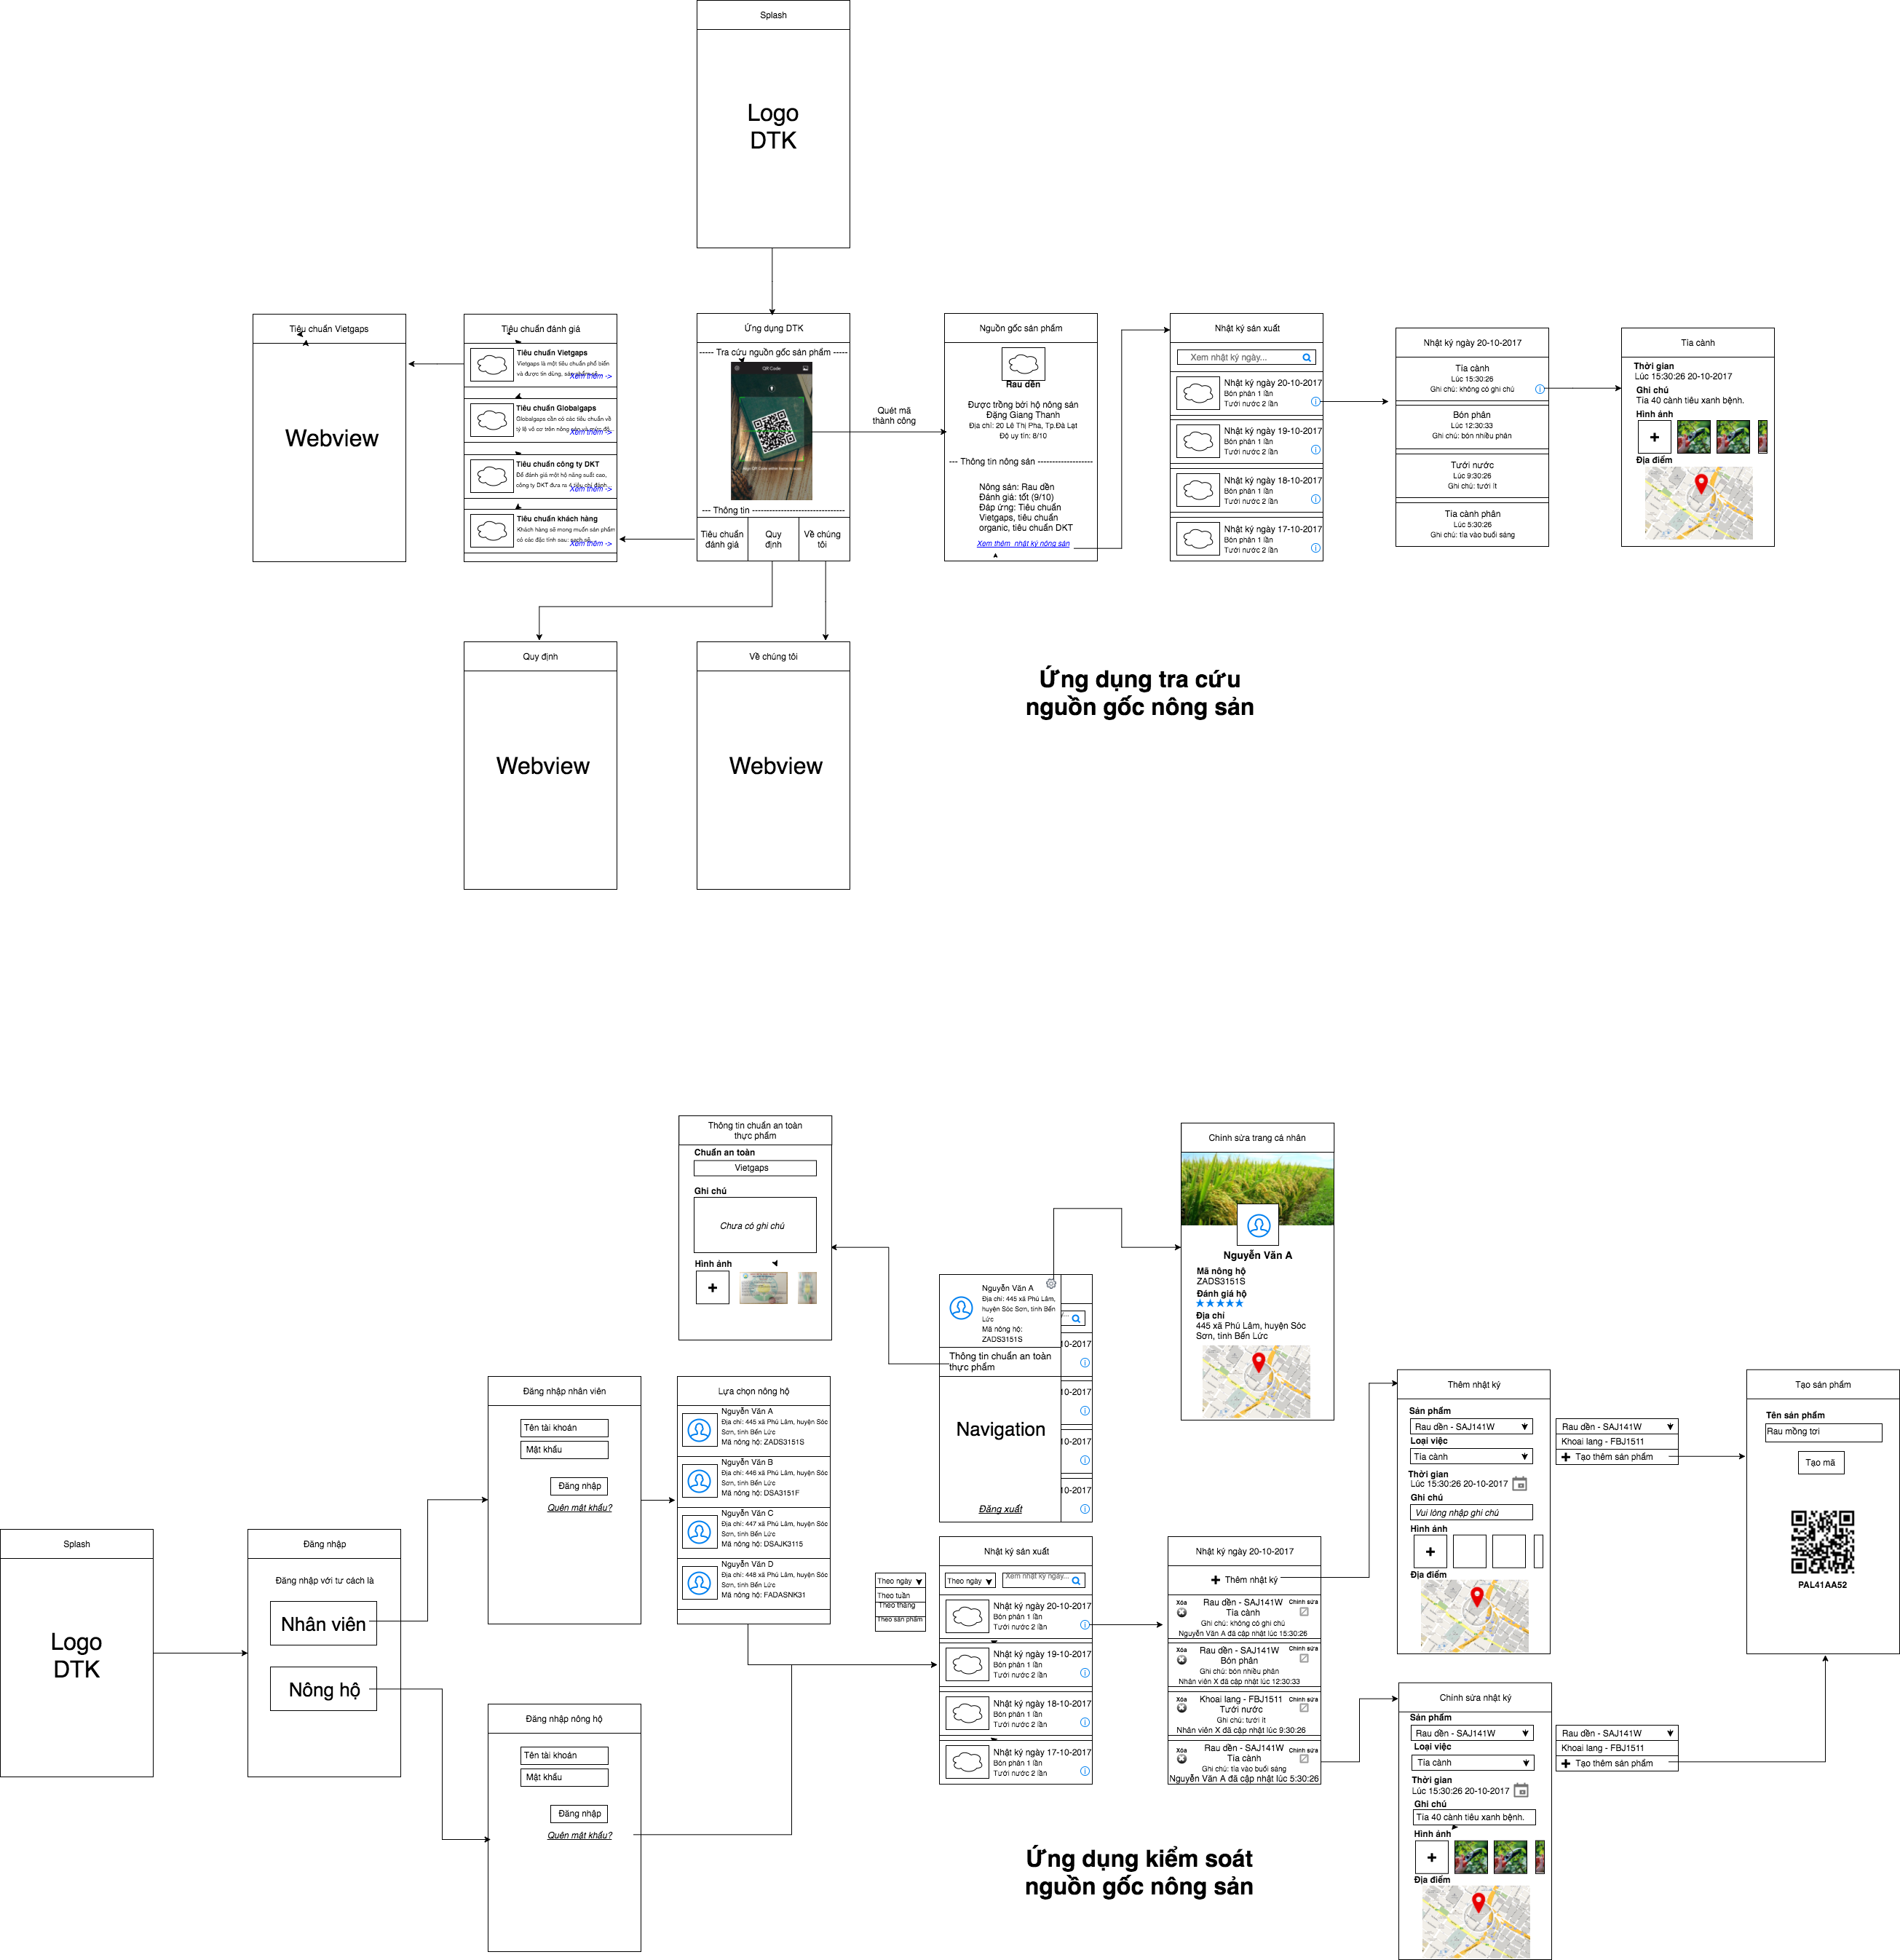 Splash
Logo
DTK
Tiêu chuẩn Vietgaps
Webview
Tiêu chuẩn đánh giá
Tiêu chuẩn Vietgaps
Vietgaps là một tiêu chuẩn phổ biến
và được tin dùng, sản phẩm sẽ
Xem thêm ->
Tiêu chuẩn Globalgaps
Globalgaps cần có các tiêu chuẩn về
tỷ lệ vô cơ trên nông sản và mức độ
Xem thêm ->
Tiêu chuẩn công ty DKT
Để đánh giá một hộ năng suất cao,
công ty DKT đưa ra 4 tiêu chí đánh
Xem thêm ->
Tiêu chuẩn khách hàng
Khách hàng sẽ mong muốn sản phẩm
có các đặc tính sau: sạch sẽ,
Xem thêm ->
Ứng dụng DTK
----- Tra cứu nguồn gốc sản phẩm -----
QR Code
--- Thông tin -------------------------------
Tiêu chuẩn
đánh giá
Quy
định
Về chúng
tôi
Quét mã
thành công
Nguồn gốc sản phẩm
Rau dền
Được trồng bởi hộ nông sản
Đặng Giang Thanh
Địa chỉ: 20 Lê Thị Pha, Tp.Đà Lạt
Độ uy tín: 8/10
--- Thông tin nông sản ------------------
Nông sản: Rau dền
Đánh giá: tốt (9/10)
Đáp ứng: Tiêu chuẩn
Vietgaps, tiêu chuẩn
organic, tiêu chuẩn DKT
Xem thêm nhật ký nông sản
Nhật ký sản xuất
Xem nhật ký ngày...
Nhật ký ngày 20-10-2017
Bón phân 1 lần
Tưới nước 2 lần
Nhật ký ngày 19-10-2017
Bón phân 1 lần
Tưới nước 2 lần
Nhật ký ngày 18-10-2017
Bón phân 1 lần
Tưới nước 2 lần
Nhật ký ngày 17-10-2017
Bón phân 1 lần
Tưới nước 2 lần
Nhật ký ngày 20-10-2017
Tỉa cành
Lúc 15:30:26
Ghi chú: không có ghi chú
Bón phân
Lúc 12:30:33
Ghi chú: bón nhiều phân
Tưới nước
Lúc 9:30:26
Ghi chú: tưới ít
Tỉa cành phân
Lúc 5:30:26
Ghi chú: tỉa vào buổi sáng
Tỉa cành
Thời gian
Lúc 15:30:26 20-10-2017
Ghi chú
Tỉa 40 cành tiêu xanh bệnh.
Hình ảnh
Địa điểm
Quy định
Webview
Về chúng tôi
Webview
Ứng dụng tra cứu
nguồn gốc nông sản
Thông tin chuẩn an toàn
thực phẩm
Chuẩn an toàn
Vietgaps
Ghi chú
Chưa có ghi chú
Hình ảnh
Chỉnh sửa trang cá nhân
Nguyễn Văn A
Mã nông hộ
ZADS3151S
Đánh giá hộ
Địa chỉ
445 xã Phú Lâm, huyện Sóc
Sơn, tỉnh Bến Lức
Nguyễn Văn A
Địa chỉ: 445 xã Phú Lâm,
huyện Sóc Sơn, tỉnh Bến
Lức
Mã nông hộ:
ZADS3151S
Thông tin chuẩn an toàn
thực phẩm
Navigation
Đăng xuất
10-2017
10-2017
10-2017
10-2017
Splash
Logo
DTK
Đăng nhập
Đăng nhập với tư cách là
Nhân viên
Nông hộ
Đăng nhập nhân viên
Tên tài khoản
Mật khẩu
Đăng nhập
Quên mật khẩu?
Lựa chọn nông hộ
Nguyễn Văn A
Địa chỉ: 445 xã Phú Lâm, huyện Sóc
Sơn, tỉnh Bến Lức
Mã nông hộ: ZADS3151S
Nguyễn Văn B
Địa chỉ: 446 xã Phú Lâm, huyện Sóc
Sơn, tỉnh Bến Lức
Mã nông hộ: DSA3151F
Nguyễn Văn C
Địa chỉ: 447 xã Phú Lâm, huyện Sóc
Sơn, tỉnh Bến Lức
Mã nông hộ: DSAJK3115
Nguyễn Văn D
Địa chỉ: 448 xã Phú Lâm, huyện Sóc
Sơn, tỉnh Bến Lức
Mã nông hộ: FADASNK31
Đăng nhập nông hộ
Tên tài khoản
Mật khẩu
Đăng nhập
Quên mật khẩu?
Theo ngày
Theo tuần
Theo tháng
Theo sản phẩm
Nhật ký sản xuất
Theo ngày
Xem nhật ký ngày...
Nhật ký ngày 20-10-2017
Bón phân 1 lần
Tưới nước 2 lần
Nhật ký ngày 19-10-2017
Bón phân 1 lần
Tưới nước 2 lần
Nhật ký ngày 18-10-2017
Bón phân 1 lần
Tưới nước 2 lần
Nhật ký ngày 17-10-2017
Bón phân 1 lần
Tưới nước 2 lần
Nhật ký ngày 20-10-2017
Thêm nhật ký
Xóa
Rau dền - SAJ141W
Chỉnh sửa
Tỉa cành
Ghi chú: không có ghi chú
Nguyễn Văn A đã cập nhật lúc 15:30:26
Xóa
Rau dền - SAJ141W
Chỉnh sửa
Bón phân
Ghi chú: bón nhiều phân
Nhân viên X đã cập nhật lúc 12:30:33
Xóa
Khoai lang - FBJ1511
Chỉnh sửa
Tưới nước
Ghi chú: tưới ít
Nhân viên X đã cập nhật lúc 9:30:26
Xóa
Rau dền - SAJ141W
Chỉnh sửa
Tỉa cành
Ghi chú: tỉa vào buổi sáng
Nguyễn Văn A đã cập nhật lúc 5:30:26
Thêm nhật ký
Sản phẩm
Rau dền - SAJ141W
Loại việc
Tỉa cành
Thời gian
Lúc 15:30:26 20-10-2017
Ghi chú
Vui lòng nhập ghi chú
Hình ảnh
Địa điểm
Rau dền - SAJ141W
Khoai lang - FBJ1511
Tạo thêm sản phẩm
Tạo sản phẩm
Tên sản phẩm
Rau mồng tơi
Tạo mã
PAL41AA52
Chỉnh sửa nhật ký
Sản phẩm
Rau dền - SAJ141W
Loại việc
Tỉa cành
Thời gian
Lúc 15:30:26 20-10-2017
Ghi chú
Tỉa 40 cành tiêu xanh bệnh.
Hình ảnh
Địa điểm
Rau dền - SAJ141W
Khoai lang - FBJ1511
Tạo thêm sản phẩm
Ứng dụng kiểm soát
nguồn gốc nông sản